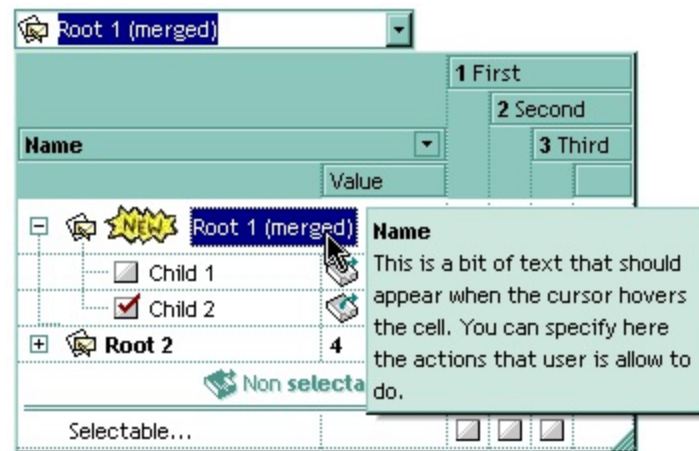 Root 1 (merged)
1 First
2 Second
Name
3 Third
Value
NEW
Root 1 (merged)
Name
This is a bit of text that should
appear when the cursor hovers
the cell. You can specify here
the actions that user is allow to
do.
Child 1
Child 2
Root 2
4
Non selecta
Selectable...